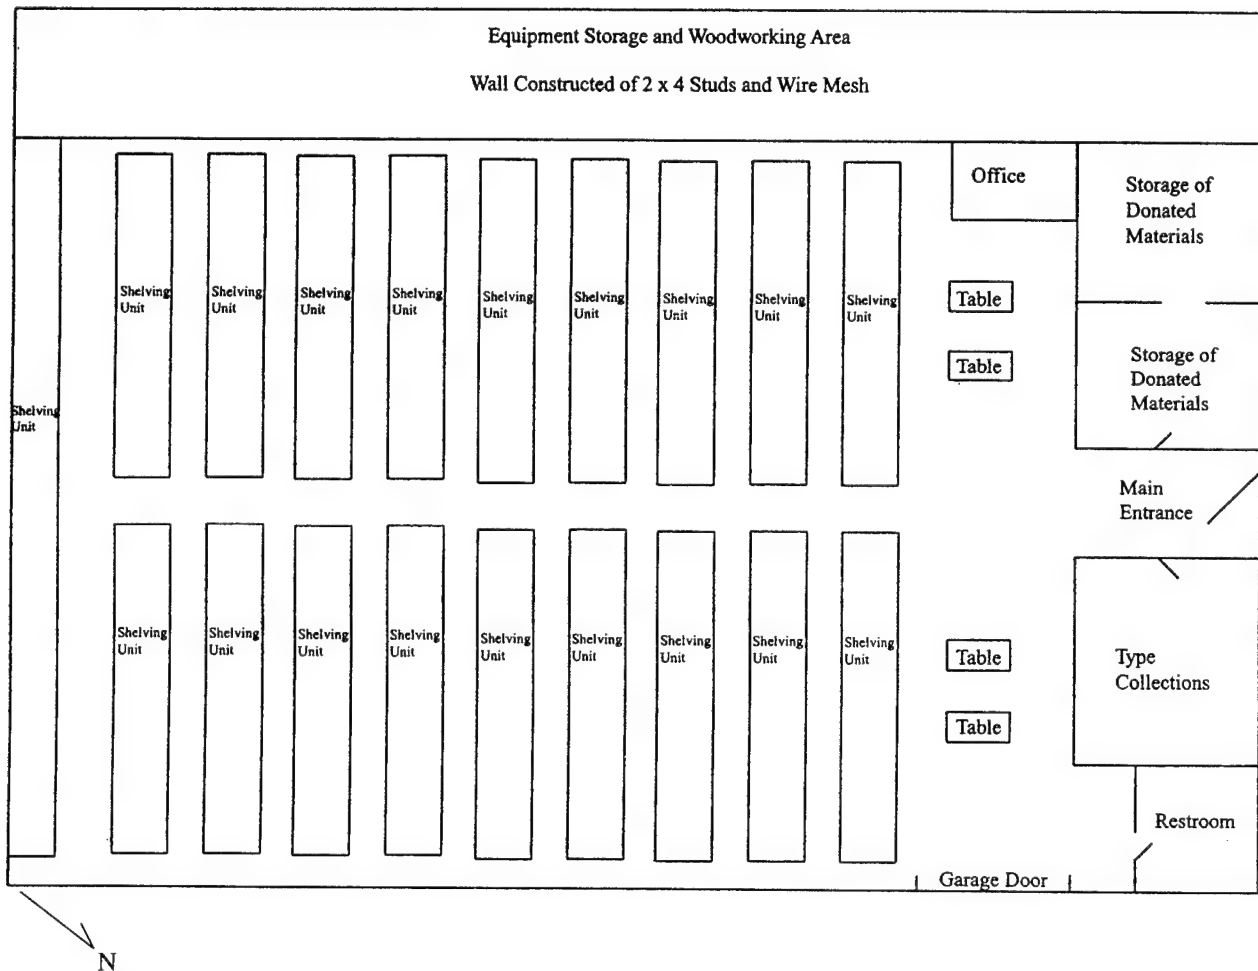 Equipment Storage and Woodworking Area
Wall Constructed of 2 x 4 Studs and Wire Mesh
Office
Storage of
Donated
Materials
Shelving
Unit
Shelving
Unit
Shelving
Unit
Shelving
Unit
Shelving
Unit
Shelving
Unit
Shelving
Unit
Shelving
Unit
Shelving
Unit
Table
Table
Storage of
Donated
Materials
Shelving
Unit
Main
Entrance
Shelving
Unit
Shelving
Unit
Shelving
Unit
Shelving
Unit
Shelving
Unit
Shelving
Unit
Shelving
Unit
Shelving
Unit
Shelving
Unit
Table
Table
Type
Collections
Restroom
Garage Door
N